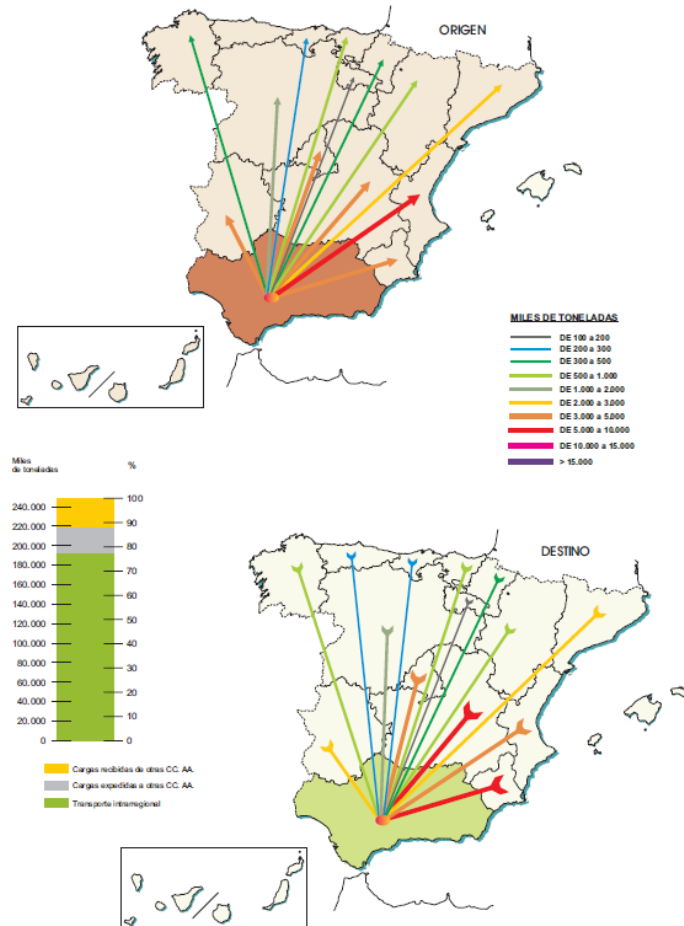 ORIGEN
MILES DE TONELADAS
DE 100 a 200
DE 200 a 300
DE 300 a 500
DE 500 a 1.000
DE 1.000 a 2.000
DE 2.000 a 3.000
DE 3.000 a 5.000
DE 5.000 a 10.000
DE 10.000 a 15.000
> 15.000
Miles
de toneladas
%
240.000
220.000
200.000
180.000
160.000
140.000
120.000
100.000
80.000
60.000
40.000
20.000
0
100
90
80
70
60
50
40
30
20
10
0
Cargas recibidas de otras CC. AA.
Cargas expedidas a otras CC. AA.
Transporte intrarregional
DESTINO